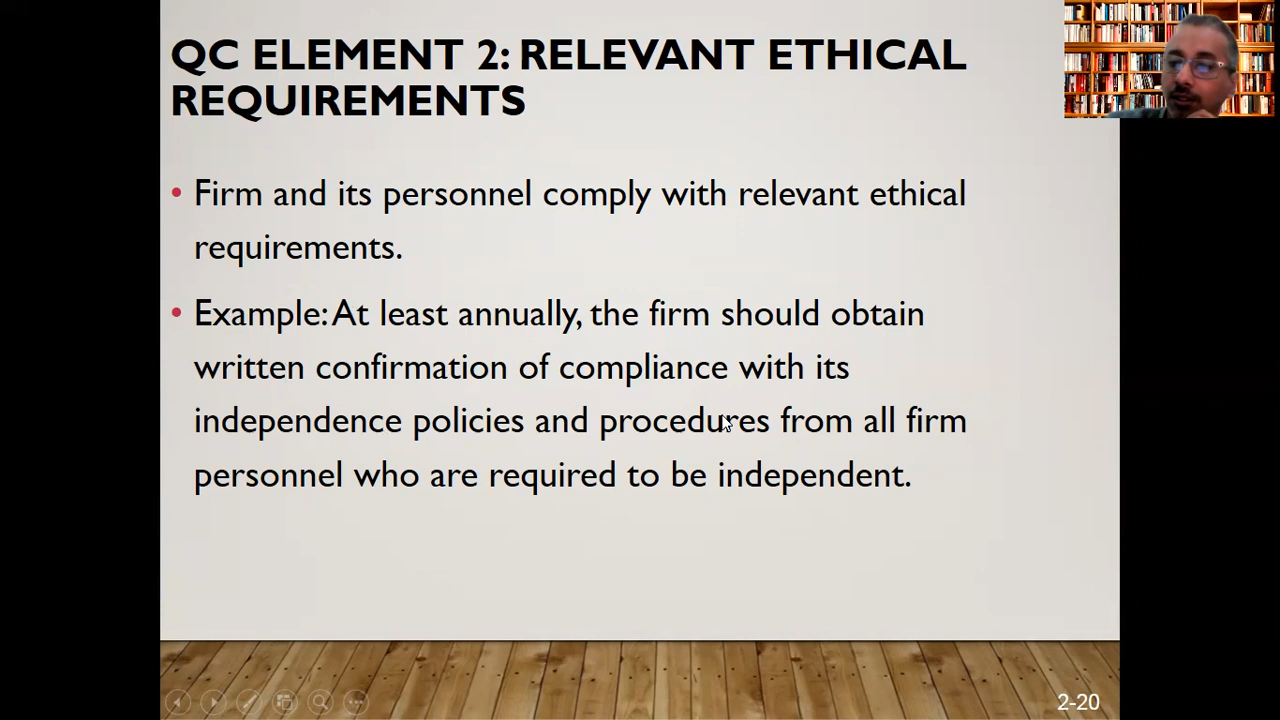 QC ELEMENT 2: RELEVANT ETHICAL
REQUIREMENTS
• Firm and its personnel comply with relevant ethical
requirements.
• Example: At least annually, the firm should obtain
written confirmation of compliance with its
independence policies and procedures from all firm
personnel who are required to be independent.
2-20